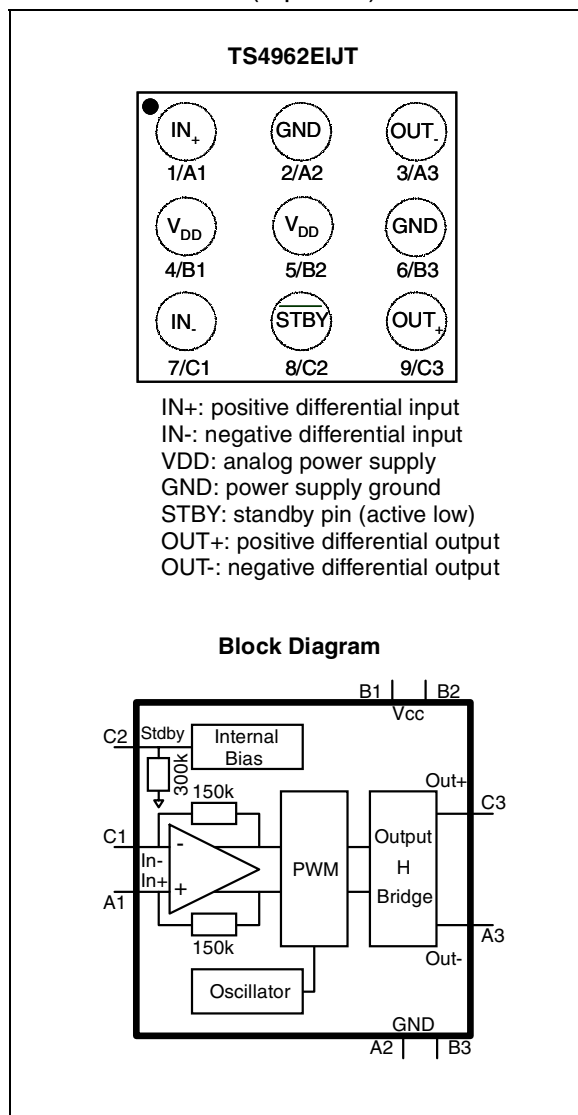 TS4962EIJT
IN+ GND OUT-
1/A1 2/A2 3/A3
VDD VDD GND
4/B1 5/B2 6/B3
IN- STBY OUT+
7/C1 8/C2 9/C3
IN+: positive differential input
IN-: negative differential input
VDD: analog power supply
GND: power supply ground
STBY: standby pin (active low)
OUT+: positive differential output
OUT-: negative differential output
Block Diagram
B1 B2
Vcc
C2 Stdby Internal
Bias
300k
150k
Out+
C3
C1
In-
-
In+
+
A1
PWM
Output
H
Bridge
150k
A3
Out-
Oscillator
GND
A2 B3